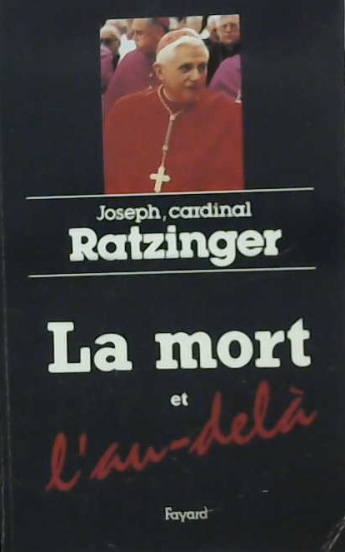 Joseph, cardinal
Ratzinger
La mort
et
l'au-delà
Fayard